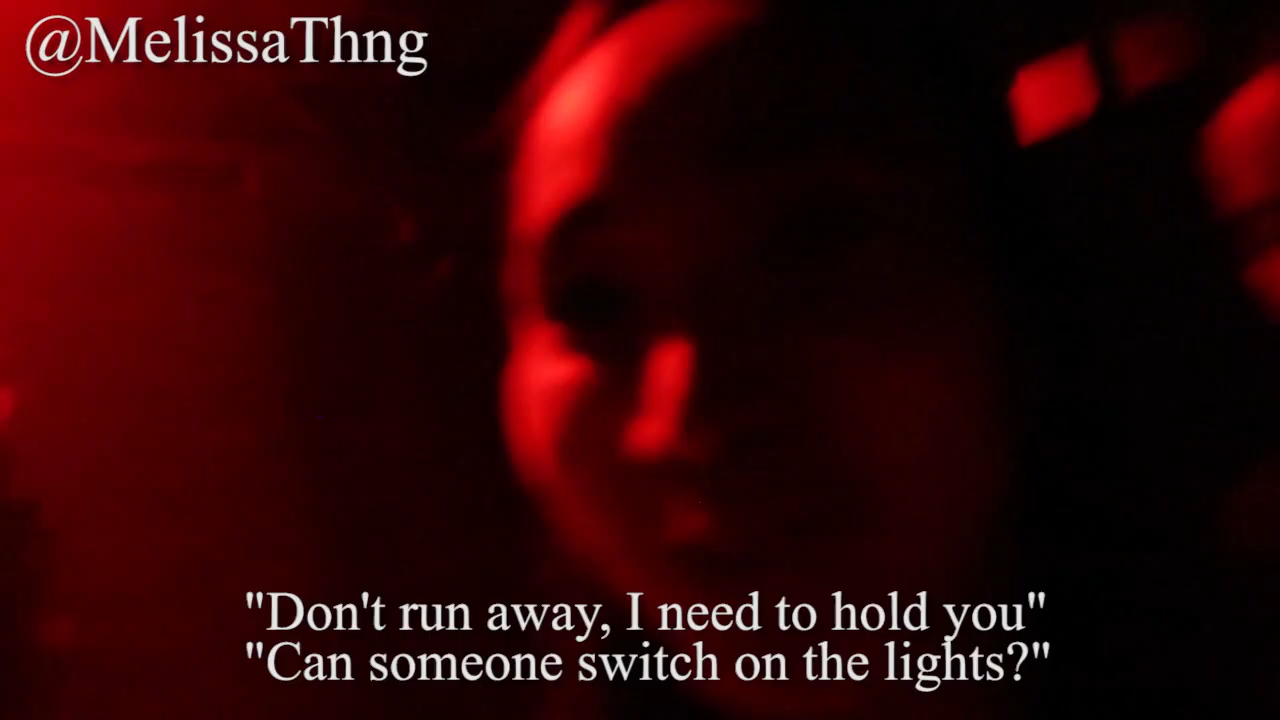 @MelissaThng
"Don't run away, I need to hold you"
"Can someone switch on the lights?"